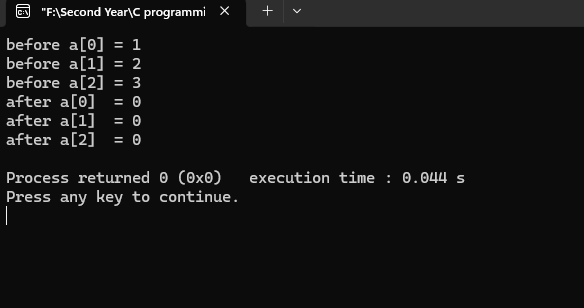 "F:\Second Year\C programmi
before a[0] = 1
before a[1] = 2
before a[2] = 3
after a[0]  = 0
after a[1]  = 0
after a[2]  = 0
Process returned 0 (0x0)   execution time : 0.044 s
Press any key to continue.